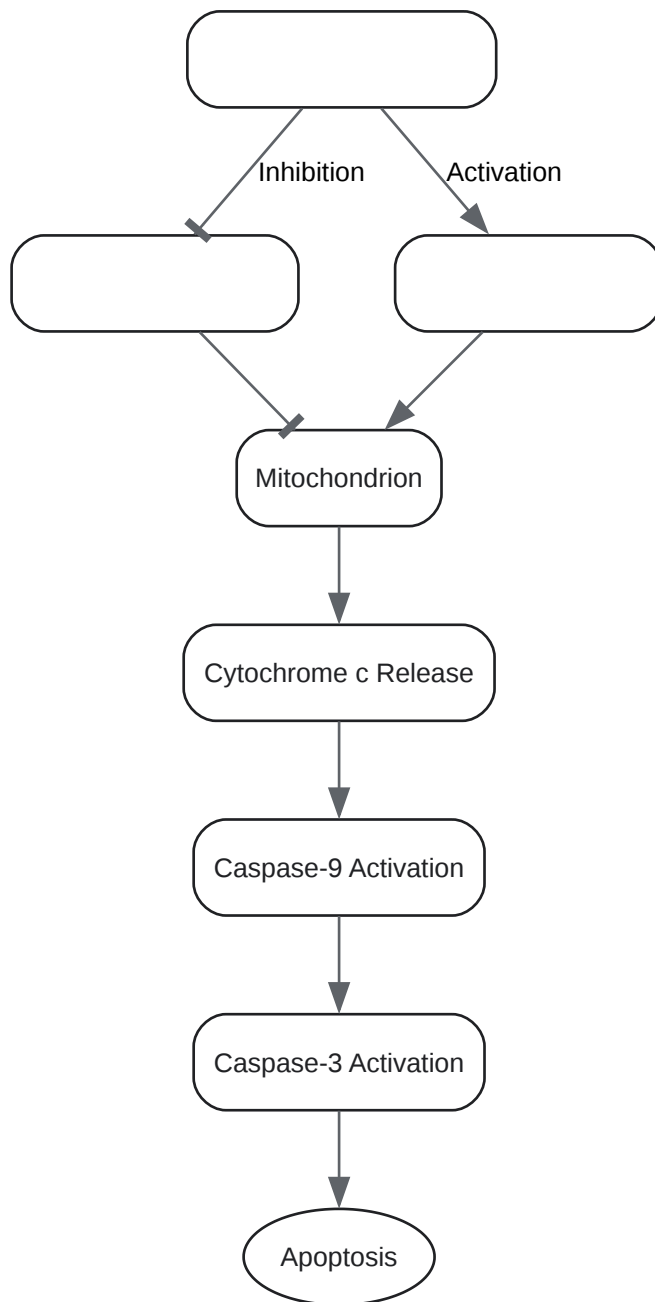 Inhibition
Activation
Mitochondrion
Cytochrome c Release
Caspase-9 Activation
Caspase-3 Activation
Apoptosis